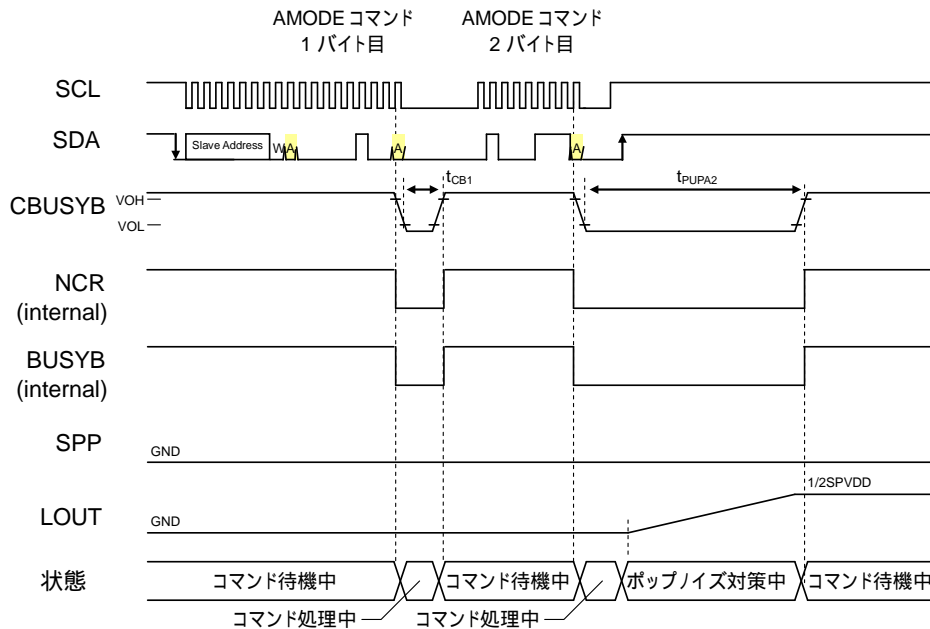 AMODE コマンド
1 バイト目
AMODE コマンド
2 バイト目
SCL
SDA
Slave Address
W
A
A
A
CBUSYB
VOH
VOL
tCB1
tPUPA2
NCR
(internal)
BUSYB
(internal)
SPP
GND
LOUT
GND
1/2SPVDD
状態
コマンド待機中
コマンド待機中
ポップノイズ対策中
コマンド待機中
コマンド処理中
コマンド処理中